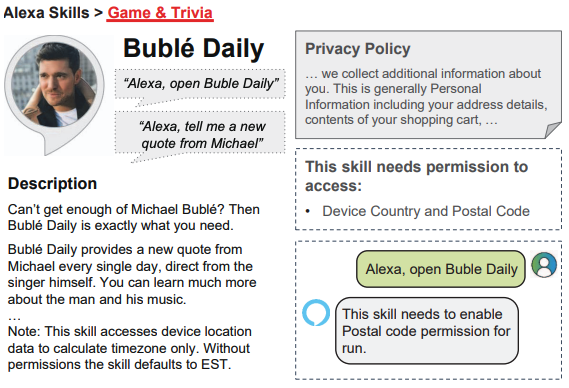 Alexa Skills > Game & Trivia
Bublé Daily
“Alexa, open Buble Daily”
“Alexa, tell me a new
quote from Michael”
Description
Can’t get enough of Michael Bublé? Then
Bublé Daily is exactly what you need.
Bublé Daily provides a new quote from
Michael every single day, direct from the
singer himself. You can learn much more
about the man and his music.
…
Note: This skill accesses device location
data to calculate timezone only. Without
permissions the skill defaults to EST.
Privacy Policy
… we collect additional information about
you. This is generally Personal
Information including your address details,
contents of your shopping cart, …
This skill needs permission to
access:
• Device Country and Postal Code
Alexa, open Buble Daily
This skill needs to enable
Postal code permission for
run.